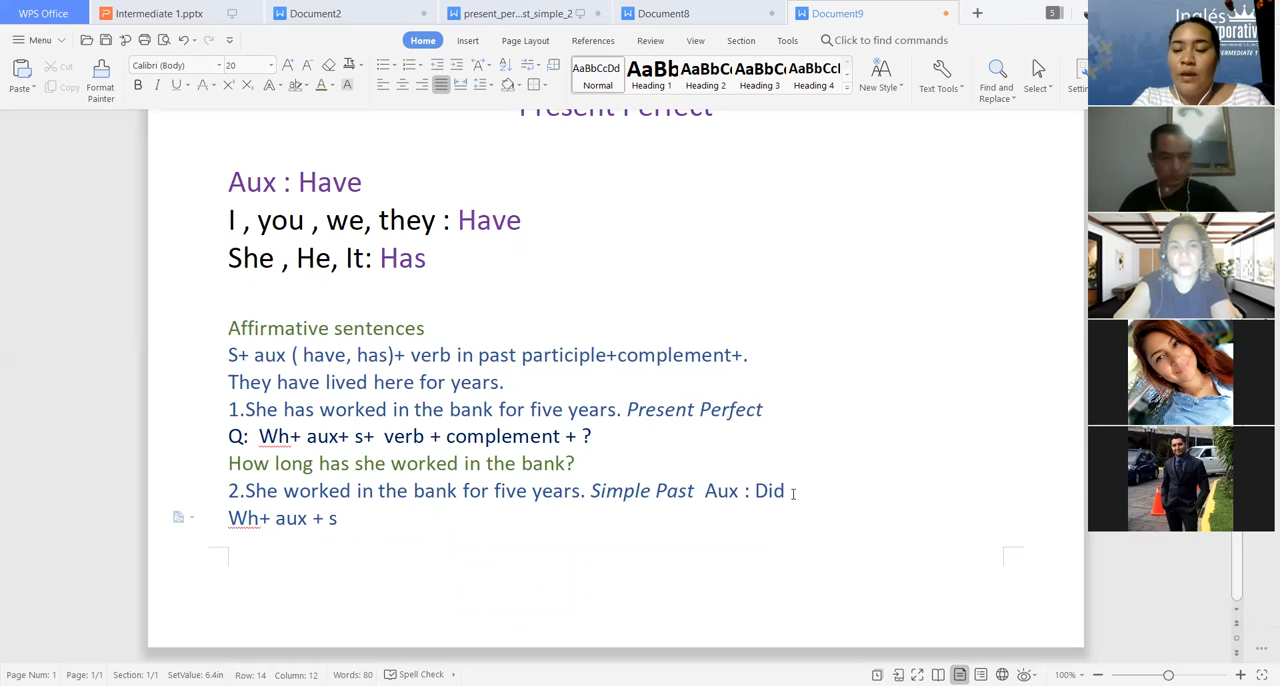 WPS Office
Intermediate 1.pptx
Document2
present_per...st_simple_2
Document8
Document9
5
Menu
Home
Insert
Page Layout
References
Review
View
Section
Tools
Click to find commands
Paste
Cut
Copy
Format Painter
Calibri (Body)
20
AaBbCcDd
Normal
AaBb
Heading 1
AaBbC
Heading 2
AaBbC
Heading 3
AaBbCcI
Heading 4
New Style
Text Tools
Find and Replace
Select
Inglés
INTERMEDIATE 1
Present Perfect
Aux : Have
I , you , we, they : Have
She , He, It: Has
Affirmative sentences
S+ aux ( have, has)+ verb in past participle+complement+.
They have lived here for years.
1.She has worked in the bank for five years. Present Perfect
Q: Wh+ aux+ s+ verb + complement + ?
How long has she worked in the bank?
2.She worked in the bank for five years. Simple Past Aux : Did
Wh+ aux + s
Page Num: 1
Page: 1/1
Section: 1/1
SetValue: 6.4in
Row: 14
Column: 12
Words: 80
Spell Check
100%